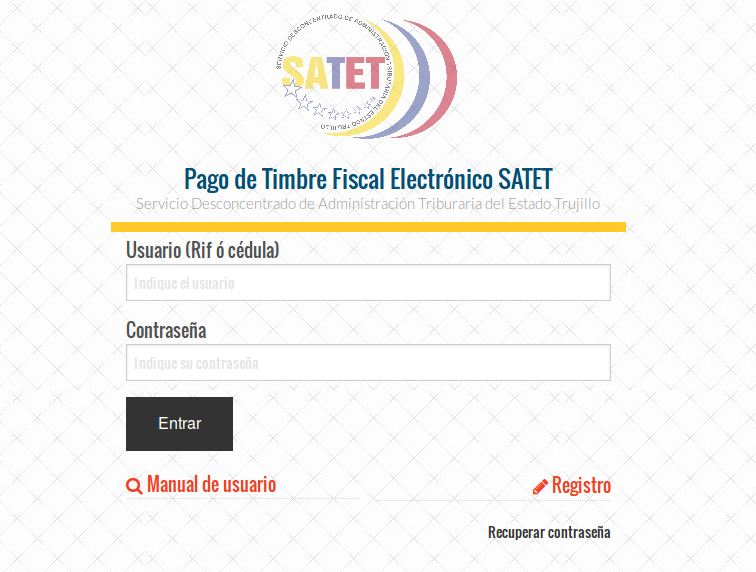 SERVICIO DESCONCENTRADO DE ADMINISTRACIÓN TRIBUTARIA DEL ESTADO TRUJILLO
SATET
Pago de Timbre Fiscal Electrónico SATET
Servicio Desconcentrado de Administración Triburaria del Estado Trujillo
Usuario (Rif ó cédula)
Indique el usuario
Contraseña
Indique su contraseña
Entrar
Manual de usuario
Registro
Recuperar contraseña